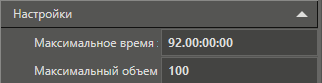 Настройки
Максимальное время: 92.00:00:00
Максимальный объем 100